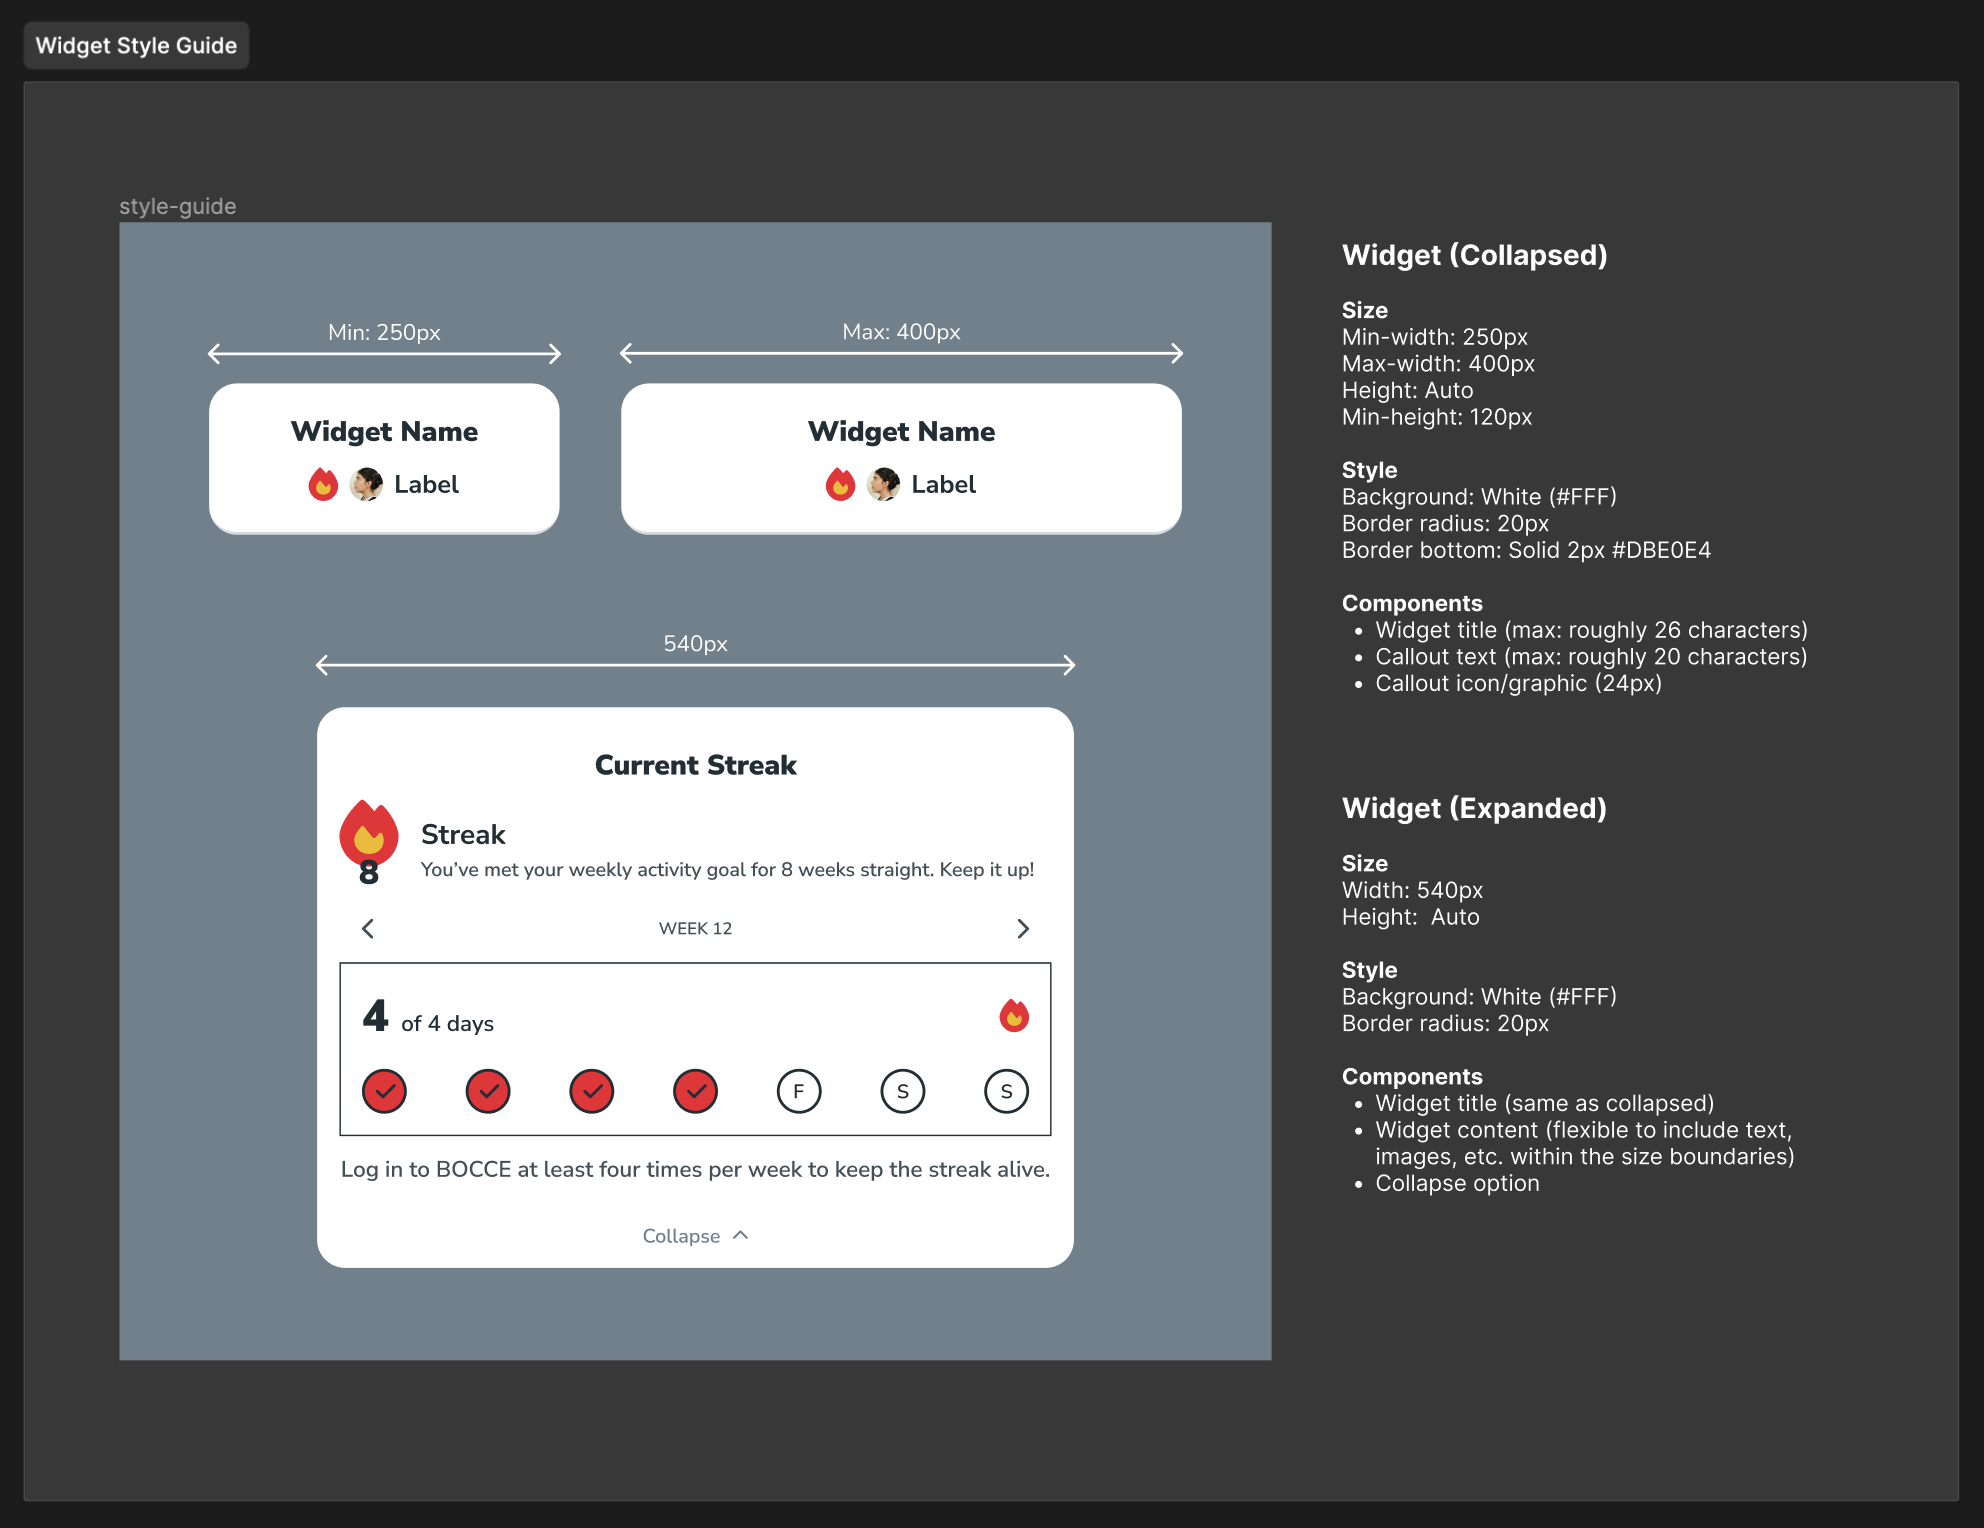 Widget Style Guide
style-guide
Min: 250px
Max: 400px
Widget Name
Label
Widget Name
Label
540px
Current Streak
8
Streak
You’ve met your weekly activity goal for 8 weeks straight. Keep it up!
WEEK 12
4 of 4 days
F
S
S
Log in to BOCCE at least four times per week to keep the streak alive.
Collapse
Widget (Collapsed)
Size
Min-width: 250px
Max-width: 400px
Height: Auto
Min-height: 120px
Style
Background: White (#FFF)
Border radius: 20px
Border bottom: Solid 2px #DBE0E4
Components
• Widget title (max: roughly 26 characters)
• Callout text (max: roughly 20 characters)
• Callout icon/graphic (24px)
Widget (Expanded)
Size
Width: 540px
Height:  Auto
Style
Background: White (#FFF)
Border radius: 20px
Components
• Widget title (same as collapsed)
• Widget content (flexible to include text,
images, etc. within the size boundaries)
• Collapse option